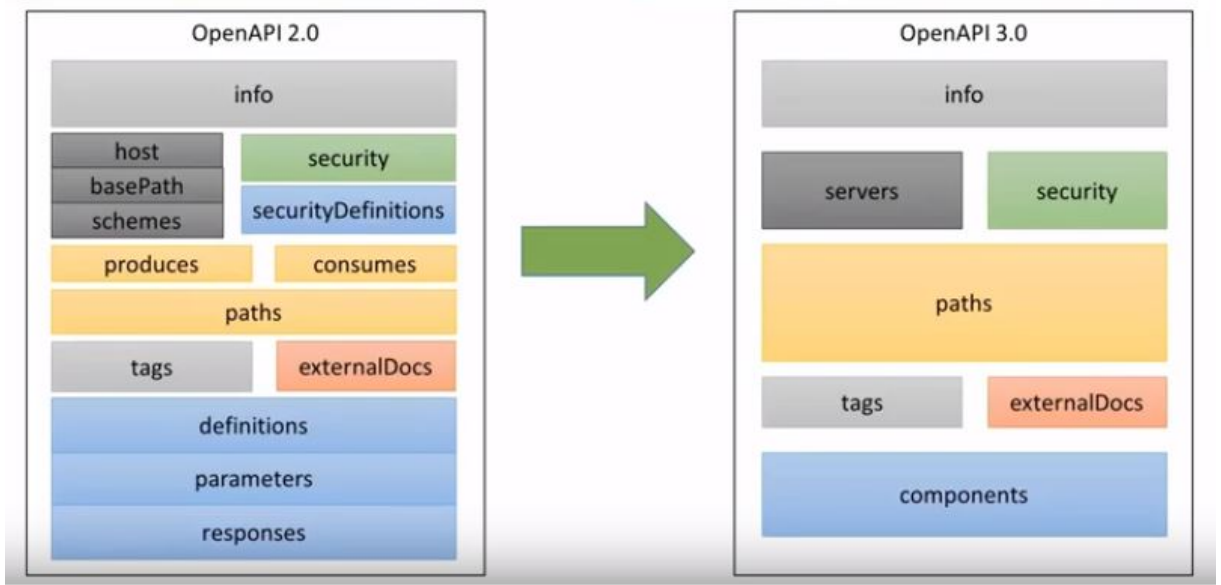 OpenAPI 2.0
info
host
basePath
schemes
security
securityDefinitions
produces
consumes
paths
tags
externalDocs
definitions
parameters
responses
OpenAPI 3.0
info
servers
security
paths
tags
externalDocs
components